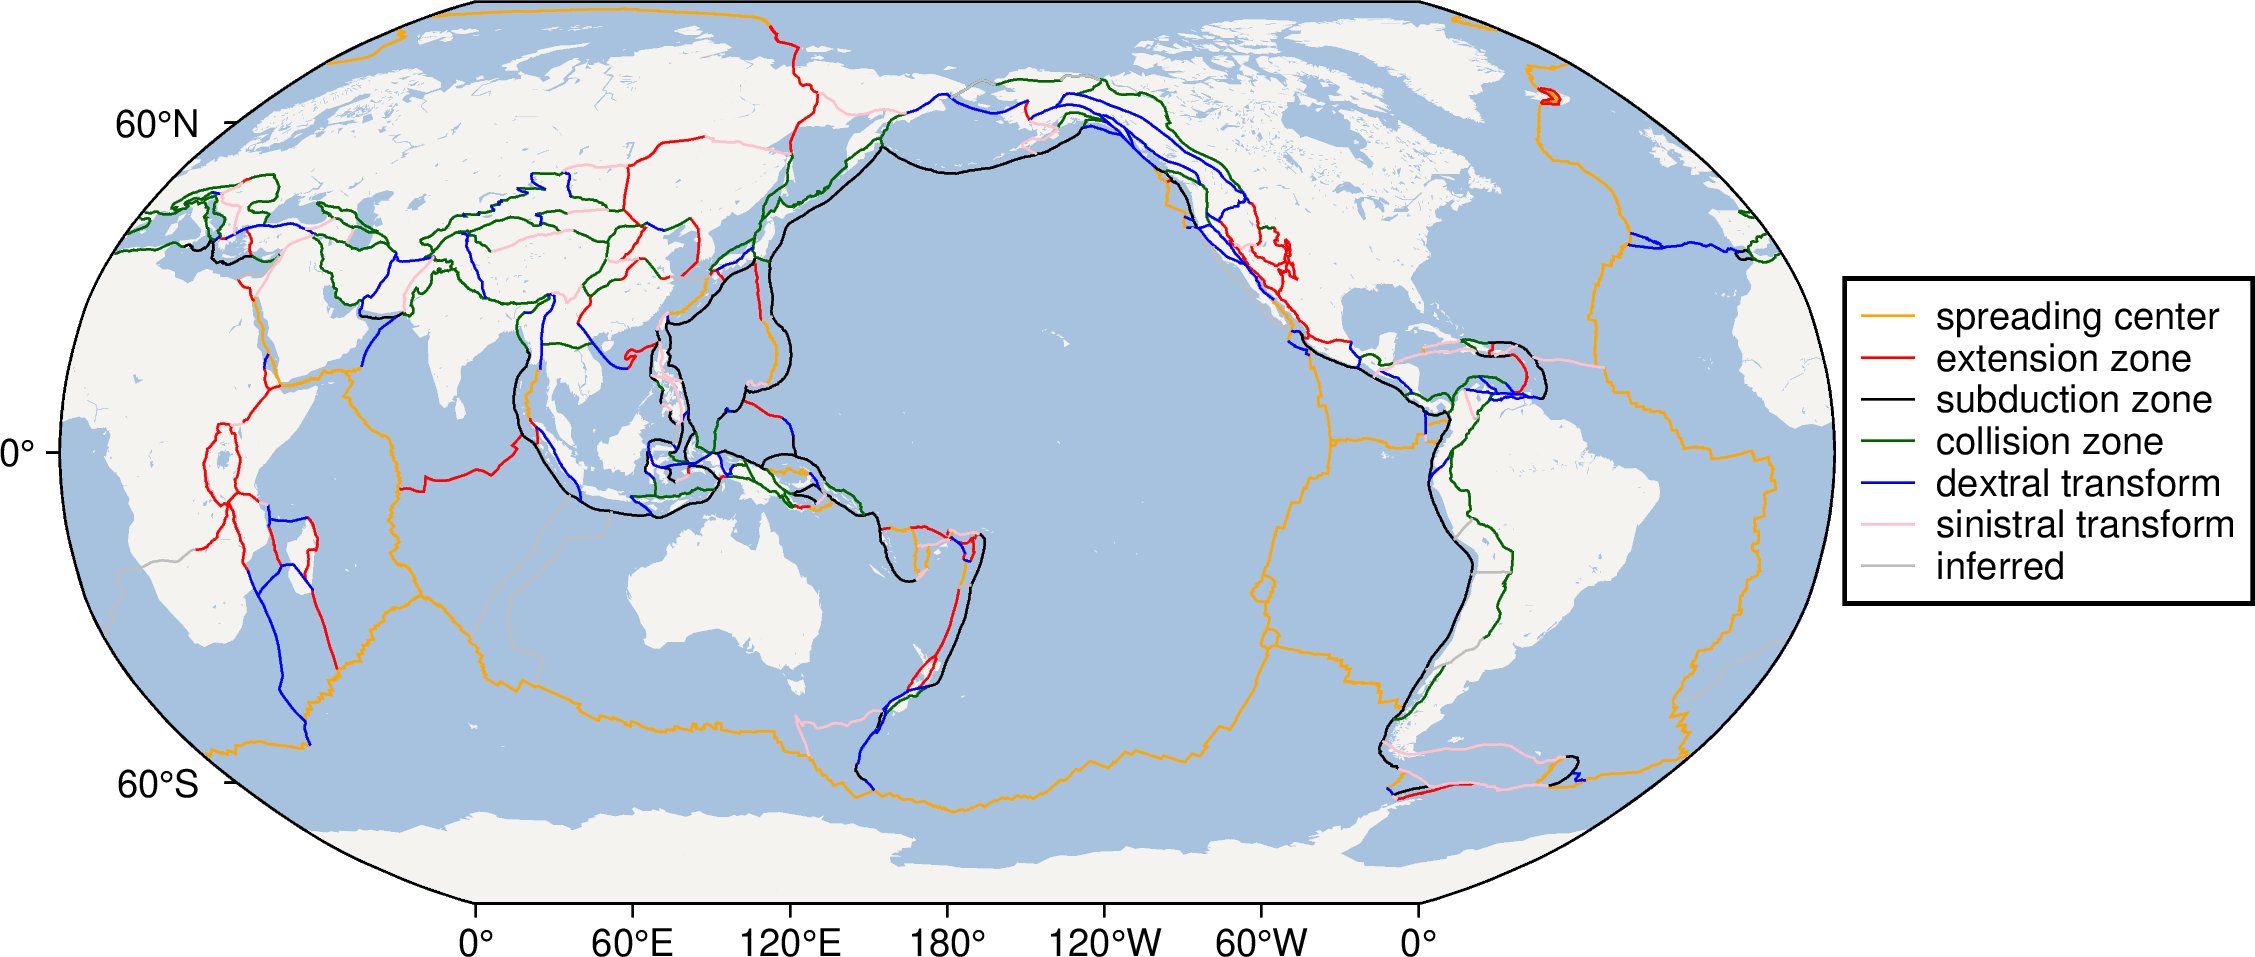 60°N
0°
60°S
0°
60°E
120°E
180°
120°W
60°W
0°
spreading center
extension zone
subduction zone
collision zone
dextral transform
sinistral transform
inferred